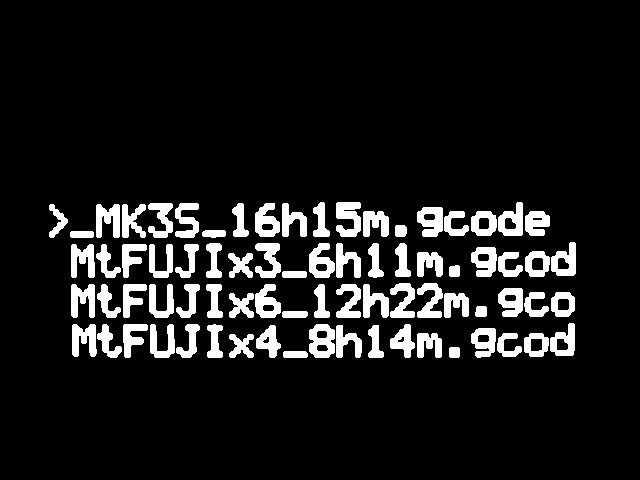 >_MK3S_16h15m.gcode
MtFUJIx3_6h11m.gcod
MtFUJIx6_12h22m.gco
MtFUJIx4_8h14m.gcod